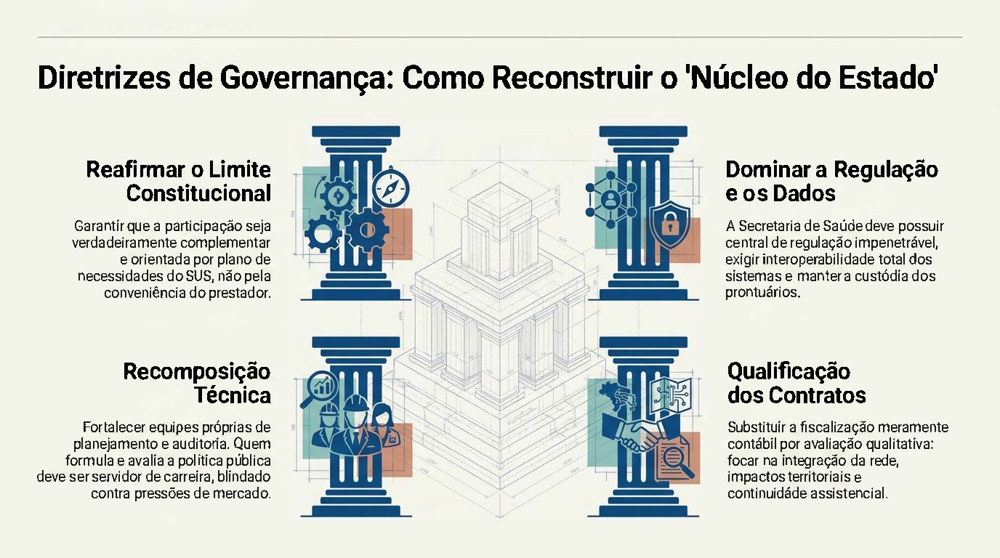 Diretrizes de Governança: Como Reconstruir o 'Núcleo do Estado'
Reafirmar o Limite
Constitucional
Garantir que a participação seja
verdadeiramente complementar
e orientada por plano de
necessidades do SUS, não pela
conveniência do prestador.
Dominar a Regulação
e os Dados
A Secretaria de Saúde deve possuir
central de regulação impenetrável,
exigir interoperabilidade total dos
sistemas e manter a custódia dos
prontuários.
Recomposição
Técnica
Fortalecer equipes próprias de
planejamento e auditoria. Quem
formula e avalia a política pública
deve ser servidor de carreira, blindado
contra pressões de mercado.
Qualificação
dos Contratos
Substituir a fiscalização meramente
contábil por avaliação qualitativa:
focar na integração da rede,
impactos territoriais e
continuidáde assistencial.